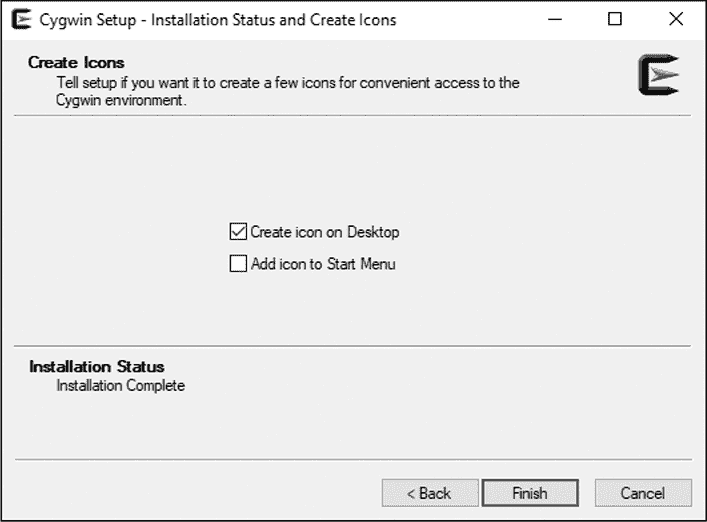 Cygwin Setup - Installation Status and Create Icons
Create Icons
Tell setup if you want it to create a few icons for convenient access to the
Cygwin environment.
Create icon on Desktop
Add icon to Start Menu
Installation Status
Installation Complete
< Back
Finish
Cancel